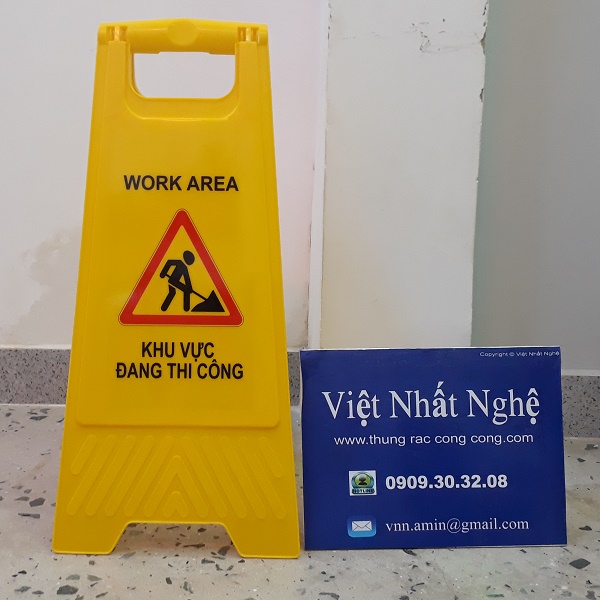 WORK AREA
KHU VỰC
ĐANG THI CÔNG
Copyright © Việt Nhất Nghệ
Việt Nhất Nghệ
www.thung rac cong cong.com
HOTLINE
0909.30.32.08
vnn.amin@gmail.com